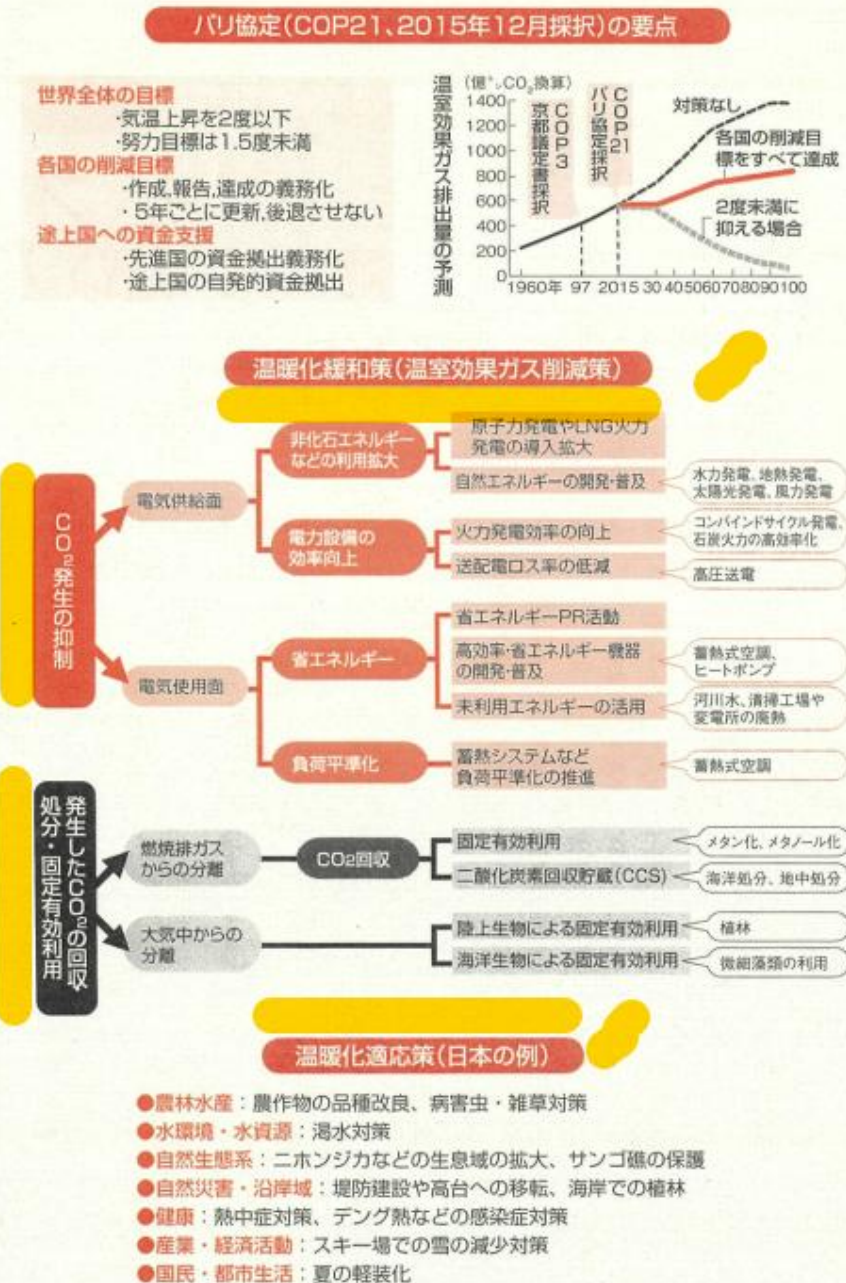 パリ協定(COP21、2015年12月採択)の要点
世界全体の目標
・気温上昇を2度以下
・努力目標は1.5度未満
各国の削減目標
・作成、報告、達成の義務化
・5年ごとに更新、後退させない
途上国への資金支援
・先進国の資金拠出義務化
・途上国の自発的資金拠出
温室効果ガス排出量の予測
(億㌧CO₂換算)
1400
1200
1000
800
600
400
200
0
1960年 97 2015 30 40 50 60 70 80 90 100
COP3
京都議定書採択
COP21
パリ協定採択
対策なし
各国の削減目
標をすべて達成
2度未満に
抑える場合
温暖化緩和策(温室効果ガス削減策)
CO₂発生の抑制
電気供給面
非化石エネルギー
などの利用拡大
原子力発電やLNG火力
発電の導入拡大
自然エネルギーの開発・普及
水力発電、地熱発電、
太陽光発電、風力発電
電力設備の
効率向上
火力発電効率の向上
コンバインドサイクル発電、
石炭火力の高効率化
送配電ロス率の低減
高圧送電
電気使用面
省エネルギー
省エネルギーPR活動
高効率・省エネルギー機器
の開発・普及
蓄熱式空調、
ヒートポンプ
未利用エネルギーの活用
河川水、清掃工場や
変電所の廃熱
負荷平準化
蓄熱システムなど
負荷平準化の推進
蓄熱式空調
発生したCO₂の回収
処分・固定有効利用
燃焼排ガス
からの分離
CO₂回収
固定有効利用
メタン化、メタノール化
二酸化炭素回収貯蔵(CCS)
海洋処分、地中処分
大気中からの
分離
陸上生物による固定有効利用
植林
海洋生物による固定有効利用
微細藻類の利用
温暖化適応策(日本の例)
●農林水産：農作物の品種改良、病害虫・雑草対策
●水環境・水資源：渇水対策
●自然生態系：ニホンジカなどの生息域の拡大、サンゴ礁の保護
●自然災害・沿岸域：堤防建設や高台への移転、海岸での植林
●健康：熱中症対策、デング熱などの感染症対策
●産業・経済活動：スキー場での雪の減少対策
●国民・都市生活：夏の軽装化